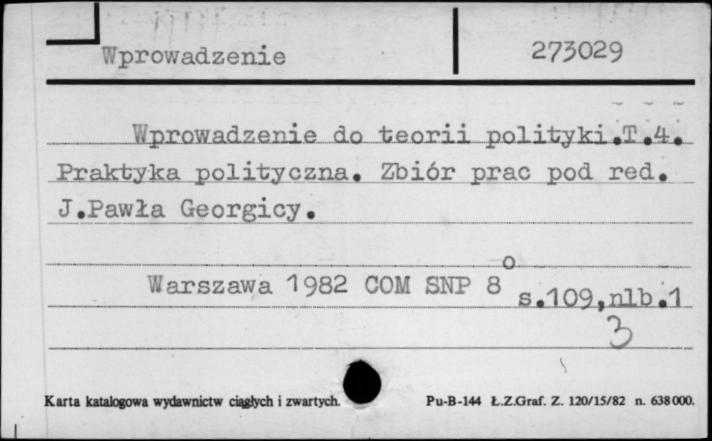 Wprowadzenie 273029
Wprowadzenie do teorii polityki.T.4.
Praktyka polityczna. Zbiór prac pod red.
J.Pawła Georgicy.
Warszawa 1982 COM SNP 8o s.109,nlb.1
3
Karta katalogowa wydawnictw ciągłych i zwartych. Pu-B-144 Ł.Z.Graf. Z. 120/15/82 n. 638000.